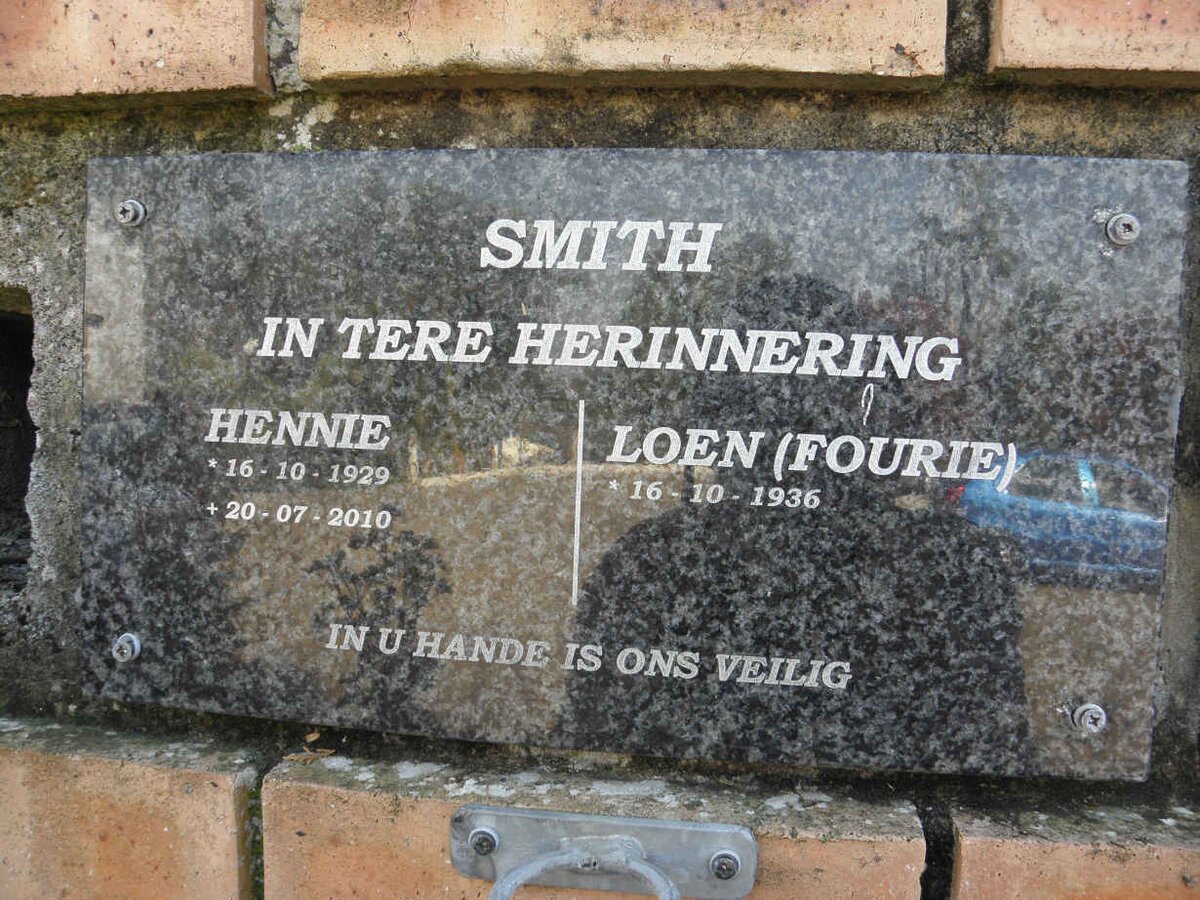 SMITH
IN TERE HERINNERING
HENNIE
* 16 - 10 - 1929
+ 20 - 07 - 2010
LOEN (FOURIE)
* 16 - 10 - 1936
IN U HANDE IS ONS VEILIG